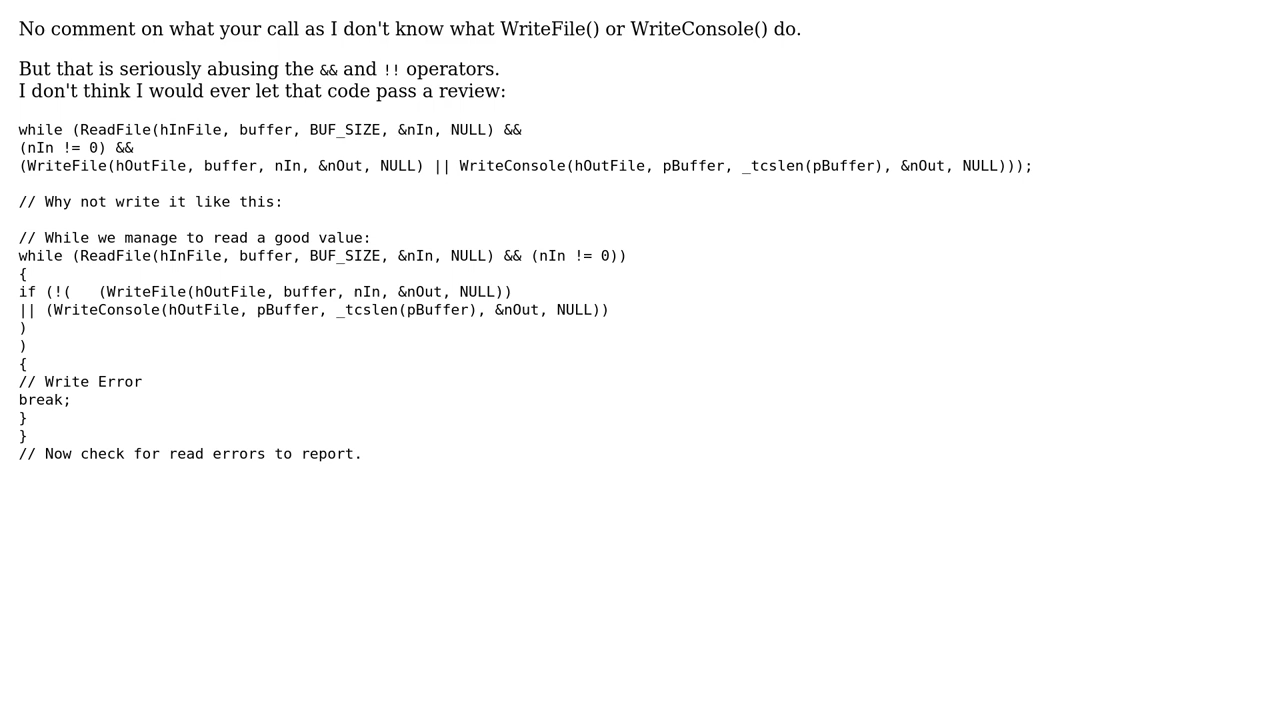 No comment on what your call as I don't know what WriteFile() or WriteConsole() do.
But that is seriously abusing the && and !! operators.
I don't think I would ever let that code pass a review:
while (ReadFile(hInFile, buffer, BUF_SIZE, &nIn, NULL) &&
(nIn != 0) &&
(WriteFile(hOutFile, buffer, nIn, &nOut, NULL) || WriteConsole(hOutFile, pBuffer, _tcslen(pBuffer), &nOut, NULL)));
// Why not write it like this:
// While we manage to read a good value:
while (ReadFile(hInFile, buffer, BUF_SIZE, &nIn, NULL) && (nIn != 0))
{
if (!(   (WriteFile(hOutFile, buffer, nIn, &nOut, NULL))
|| (WriteConsole(hOutFile, pBuffer, _tcslen(pBuffer), &nOut, NULL))
)
)
{
// Write Error
break;
}
}
// Now check for read errors to report.